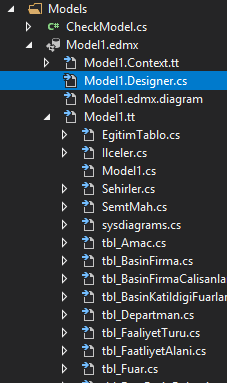 Models
C# CheckModel.cs
Model1.edmx
Model1.Context.tt
Model1.Designer.cs
Model1.edmx.diagram
Model1.tt
EgitimTablo.cs
Ilceler.cs
Model1.cs
Sehirler.cs
SemtMah.cs
sysdiagrams.cs
tbl_Amac.cs
tbl_BasinFirma.cs
tbl_BasinFirmaCalisanla
tbl_BasinKatildigiFuarlar
tbl_Departman.cs
tbl_FaaliyetTuru.cs
tbl_FaatliyetAlani.cs
tbl_Fuar.cs